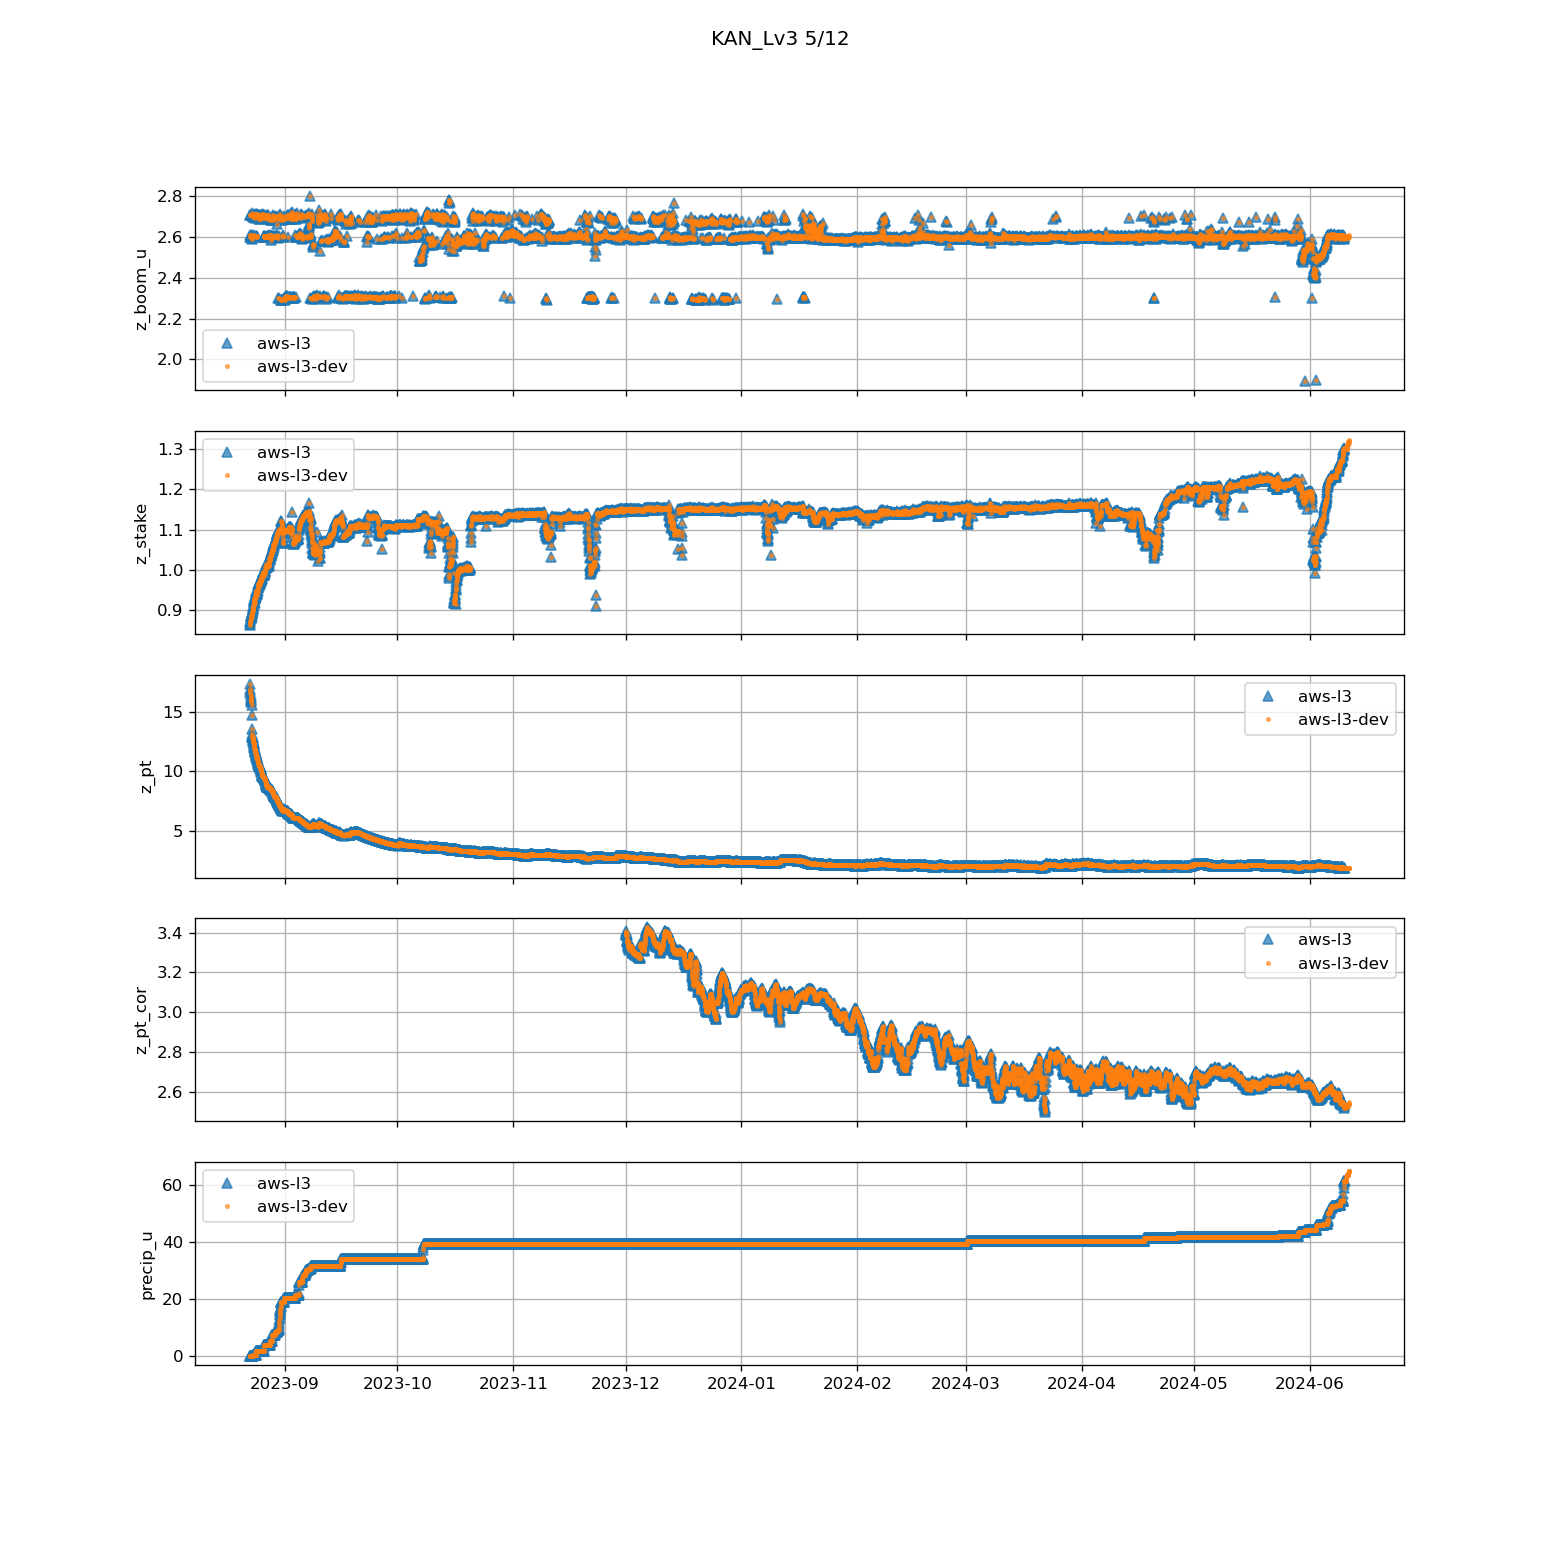 KAN_Lv3 5/12
z_boom_u
2.8
2.6
2.4
2.2
2.0
aws-l3
aws-l3-dev
z_stake
1.3
1.2
1.1
1.0
0.9
aws-l3
aws-l3-dev
z_pt
15
10
5
aws-l3
aws-l3-dev
z_pt_cor
3.4
3.2
3.0
2.8
2.6
aws-l3
aws-l3-dev
precip_u
60
40
20
0
aws-l3
aws-l3-dev
2023-09 2023-10 2023-11 2023-12 2024-01 2024-02 2024-03 2024-04 2024-05 2024-06